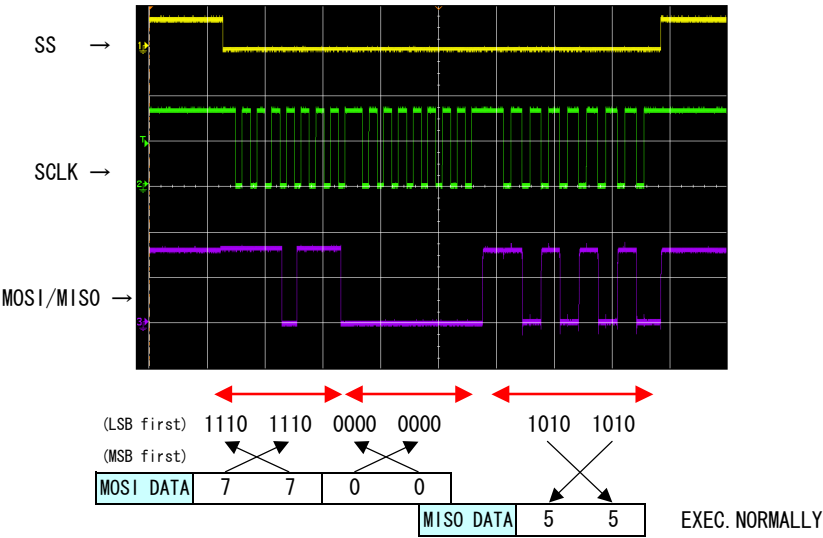 SS →
SCLK →
MOSI/MISO →
(LSB first) 1110 1110 0000 0000 1010 1010
(MSB first)
MOSI DATA 7 7 0 0
MISO DATA 5 5 EXEC.NORMALLY